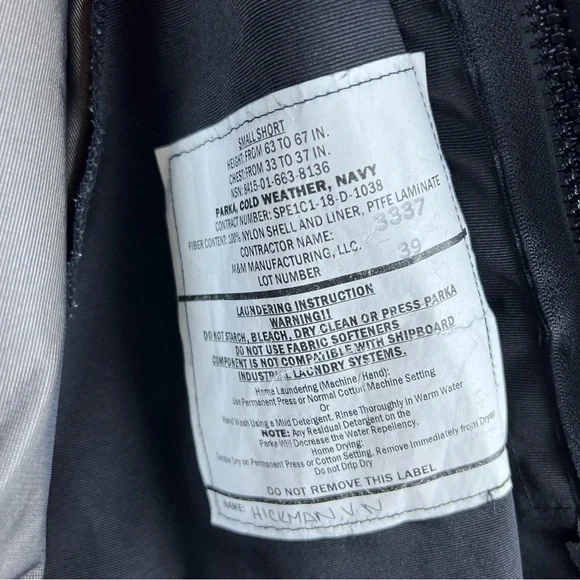 SMALL SHORT
HEIGHT: FROM 63 TO 67 IN.
CHEST: FROM 33 TO 37 IN.
NSN: 8415-01-663-8136
PARKA, COLD WEATHER, NAVY
CONTRACT NUMBER: SPE1C1-18-D-1038
FIBER CONTENT: 100% NYLON SHELL AND LINER, PTFE LAMINATE
CONTRACTOR NAME: 3337
M&M MANUFACTURING, LLC.
LOT NUMBER 39
LAUNDERING INSTRUCTION
WARNING!!
DO NOT STARCH, BLEACH, DRY CLEAN OR PRESS PARKA
DO NOT USE FABRIC SOFTENERS
COMPONENT IS NOT COMPATIBLE WITH SHIPBOARD
INDUSTRIAL LAUNDRY SYSTEMS.
Home Laundering (Machine/Hand):
Use Permanent Press or Normal Cotton Machine Setting
Or
Hand Wash Using a Mild Detergent. Rinse Thoroughly in Warm Water
NOTE: Any Residual Detergent on the
Parka Will Decrease the Water Repellency.
Home Drying:
Tumble Dry on Permanent Press or Cotton Setting. Remove Immediately from Dryer
Do not Drip Dry
DO NOT REMOVE THIS LABEL
NAME: HICKMAN V.N